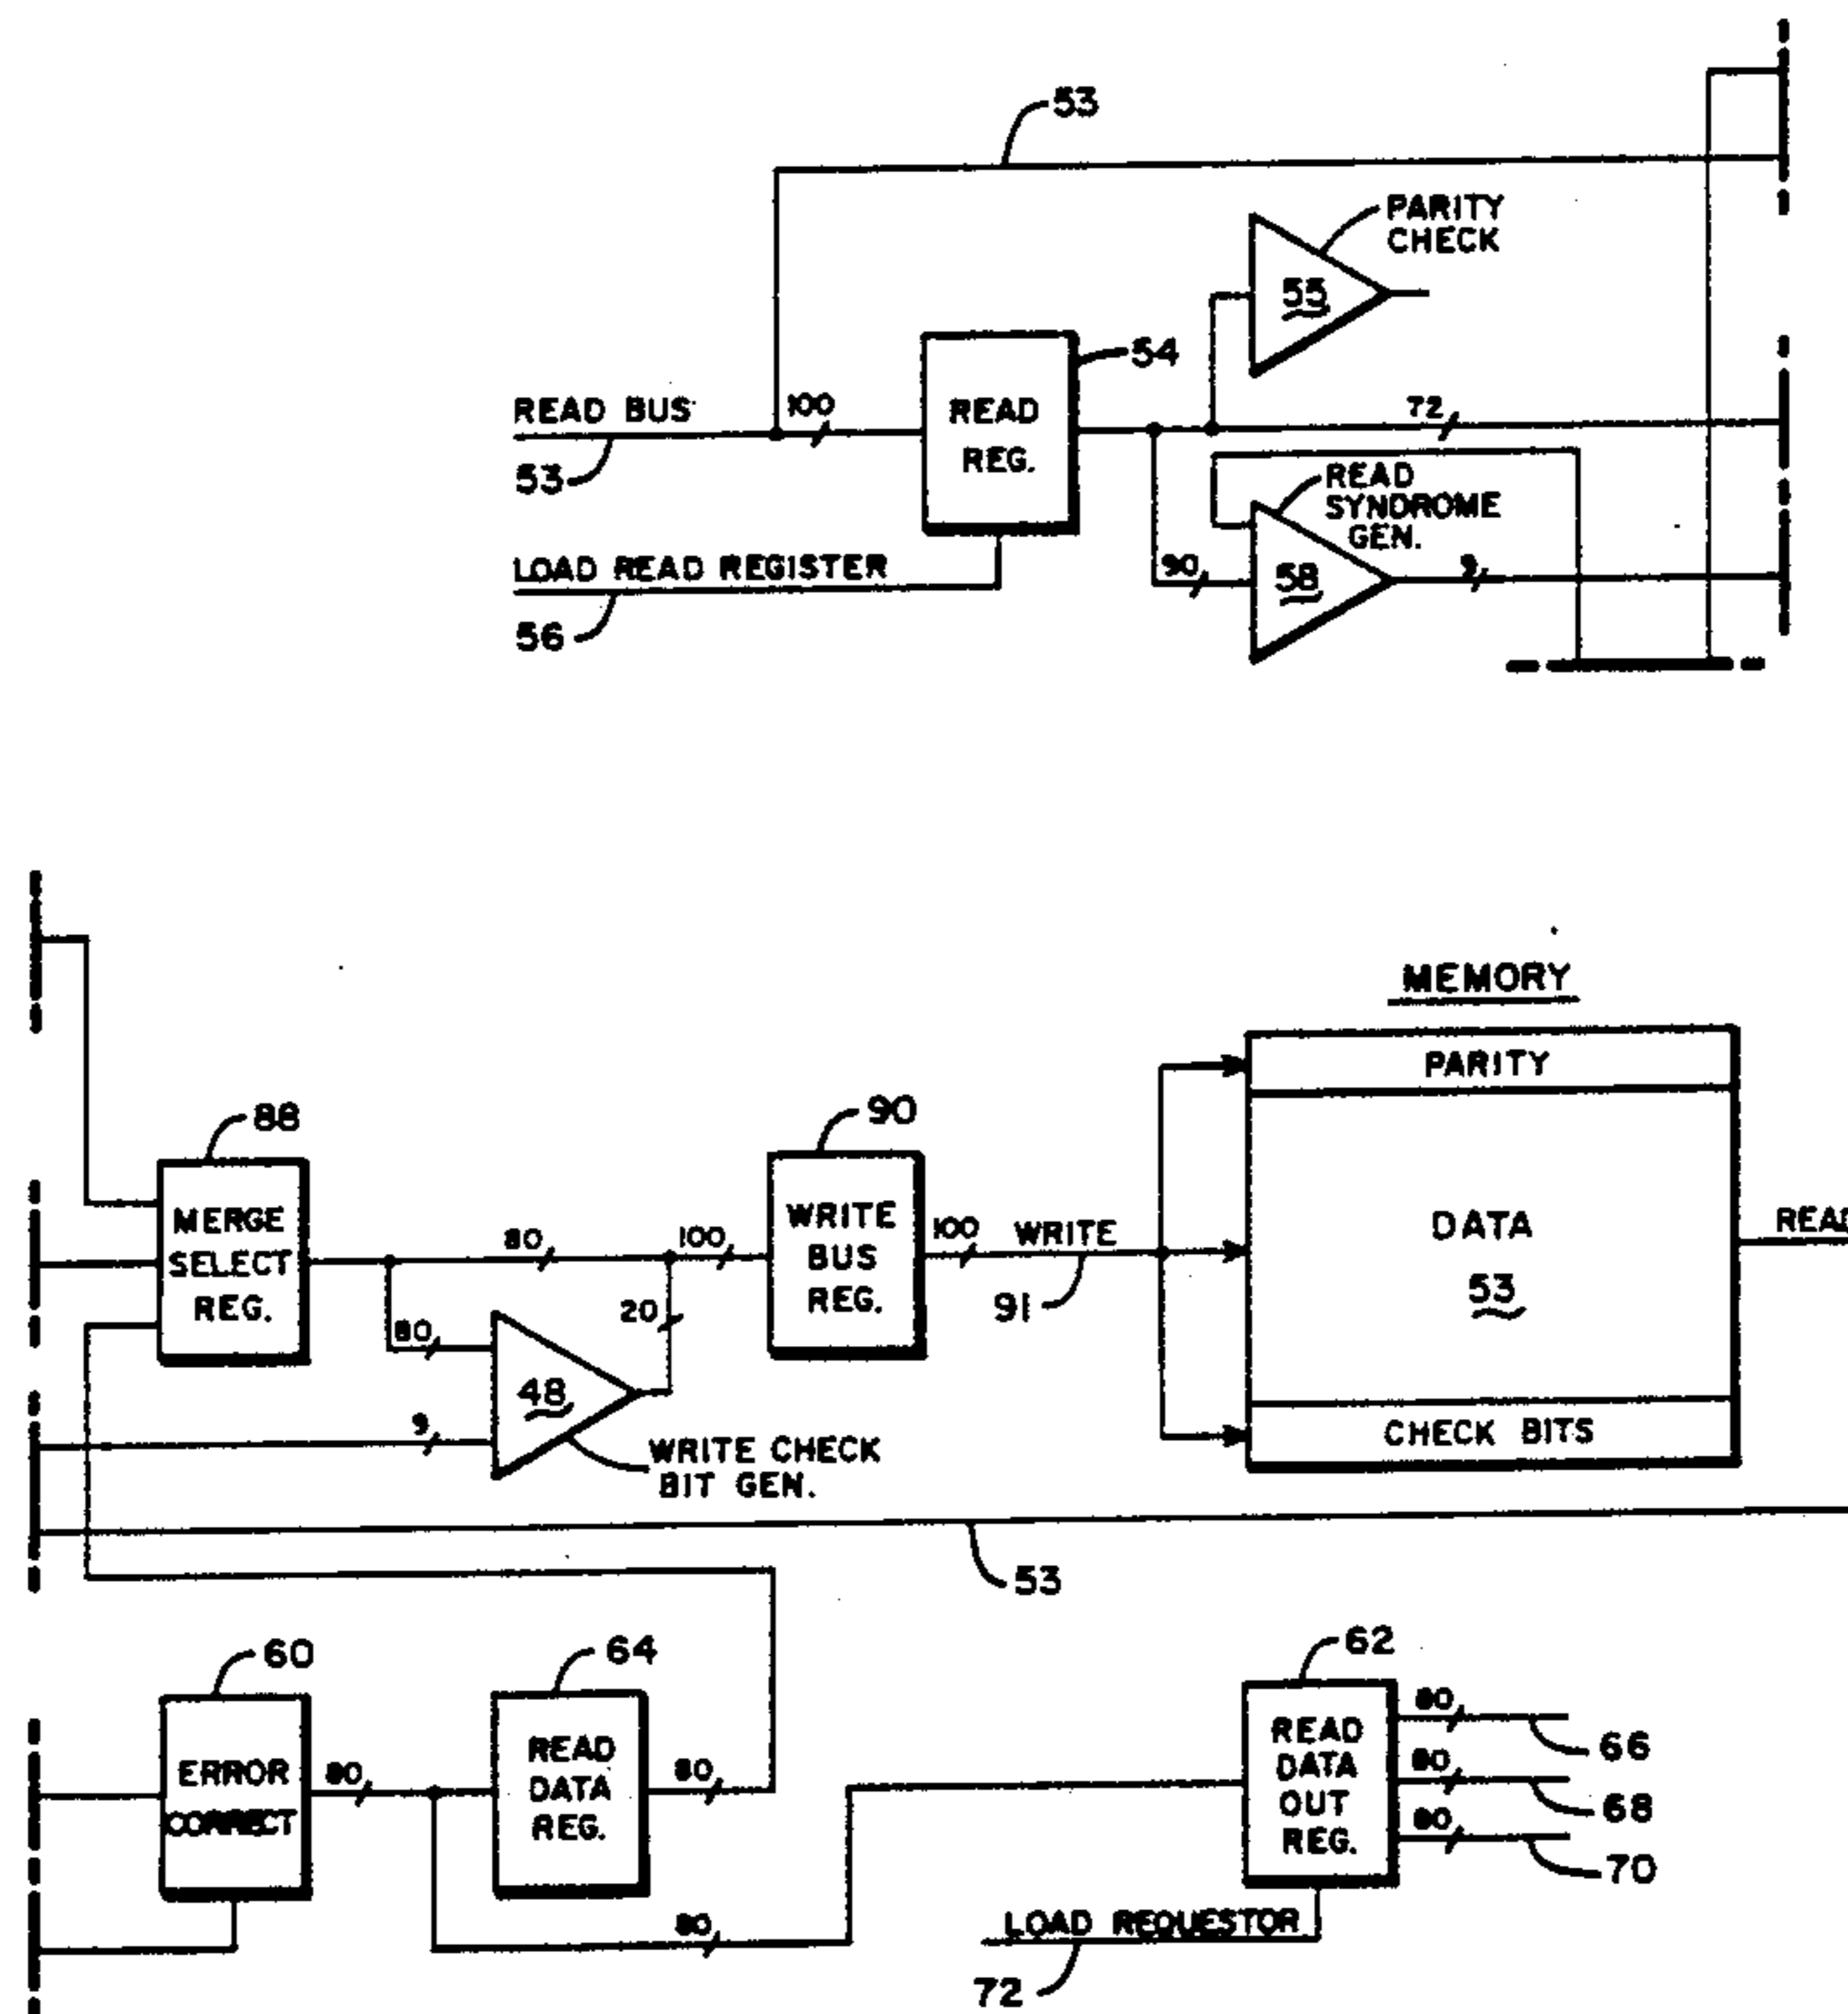 53
PARITY
CHECK
55
54
READ BUS
100
READ
REG.
72
53
READ
SYNDROME
GEN.
LOAD READ REGISTER
90
58
9
56
MEMORY
PARITY
88
90
MERGE
SELECT
REG.
80
100
WRITE
BUS
REG.
100
WRITE
DATA
READ
53
80
20
91
48
9
WRITE CHECK
BIT GEN.
CHECK BITS
53
60
64
62
ERROR
CORRECT
80
READ
DATA
REG.
80
READ
DATA
OUT
REG.
80
66
80
68
80
70
80
LOAD REQUESTOR
72